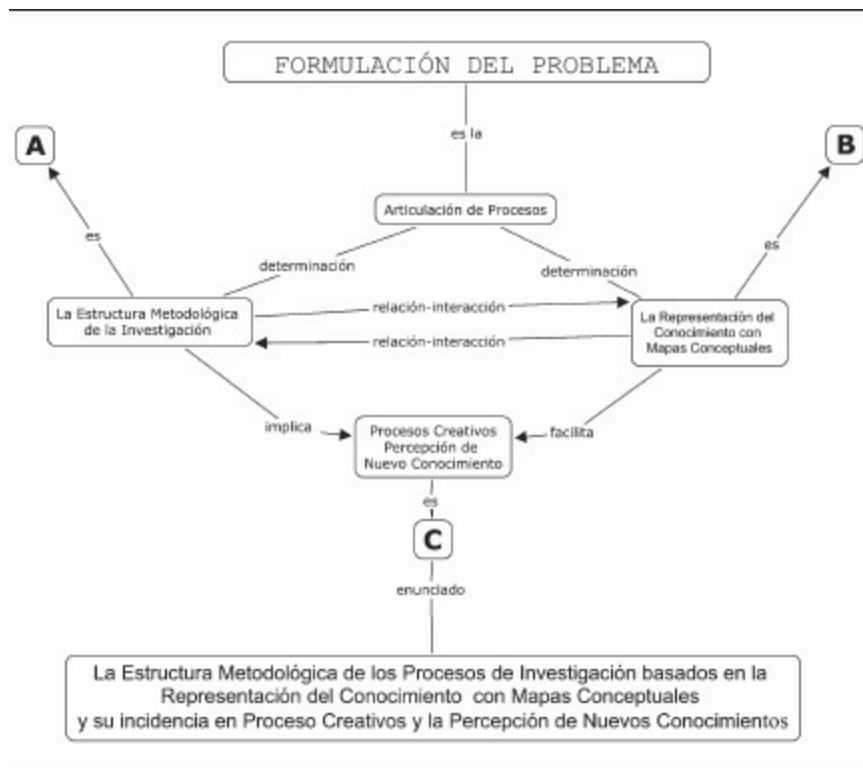 FORMULACIÓN DEL PROBLEMA
es la
A
B
Articulación de Procesos
es
es
determinación
determinación
La Estructura Metodológica
de la Investigación
relación-interacción
relación-interacción
La Representación del
Conocimiento con
Mapas Conceptuales
implica
Procesos Creativos
Percepción de
Nuevo Conocimiento
facilita
es
C
enunciado
La Estructura Metodológica de los Procesos de Investigación basados en la
Representación del Conocimiento con Mapas Conceptuales
y su incidencia en Proceso Creativos y la Percepción de Nuevos Conocimientos